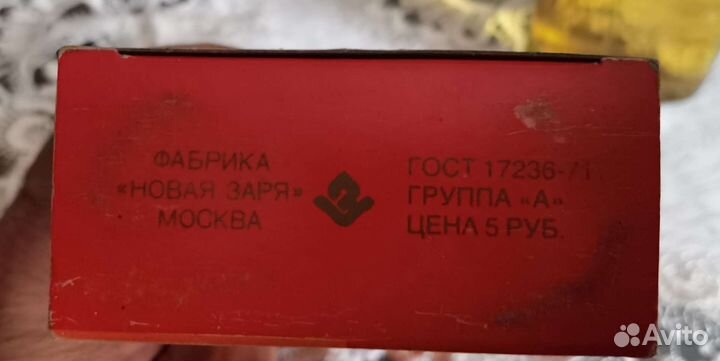 ФАБРИКА
«НОВАЯ ЗАРЯ»
МОСКВА
ГОСТ 17236-71
ГРУППА «А»
ЦЕНА 5 РУБ.
Avito